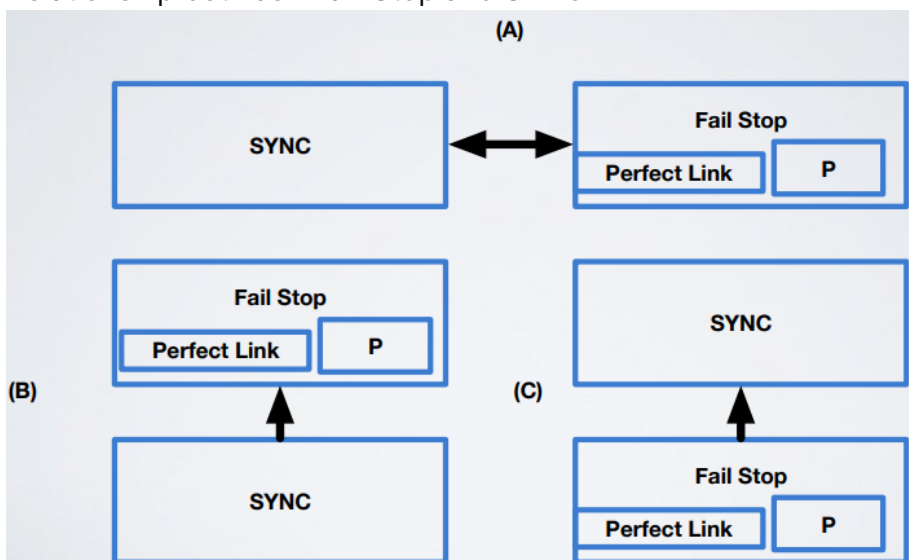 (A)
SYNC
Fail Stop
Perfect Link
P
Fail Stop
Perfect Link
P
SYNC
(B)
(C)
SYNC
Fail Stop
Perfect Link
P